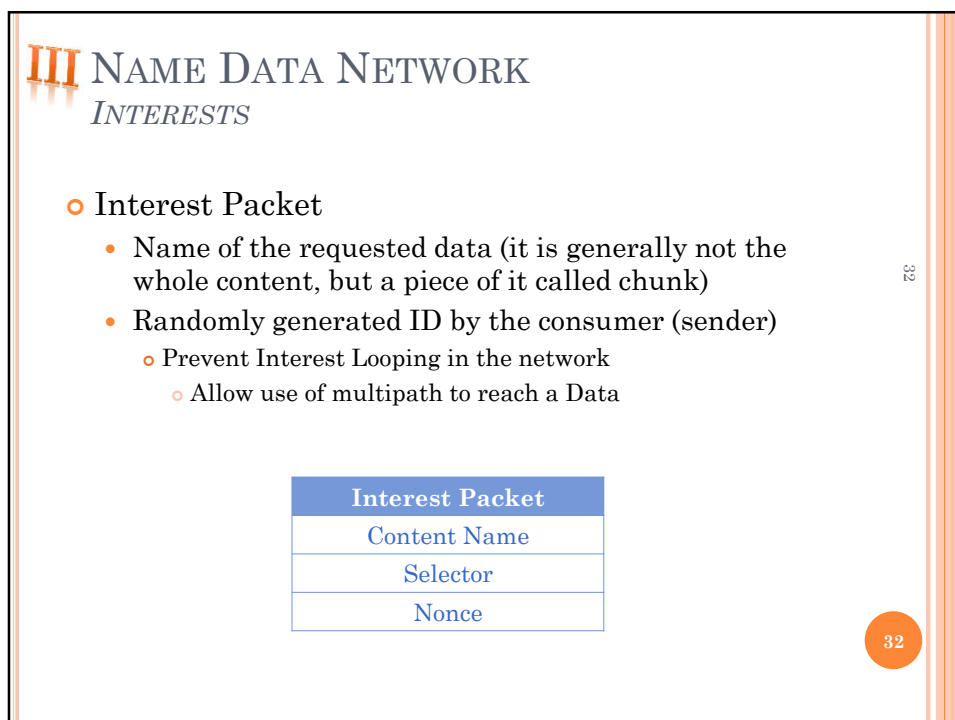 III NAME DATA NETWORK
INTERESTS
Interest Packet
Name of the requested data (it is generally not the
whole content, but a piece of it called chunk)
Randomly generated ID by the consumer (sender)
Prevent Interest Looping in the network
Allow use of multipath to reach a Data
32
Interest Packet
Content Name
Selector
Nonce
32